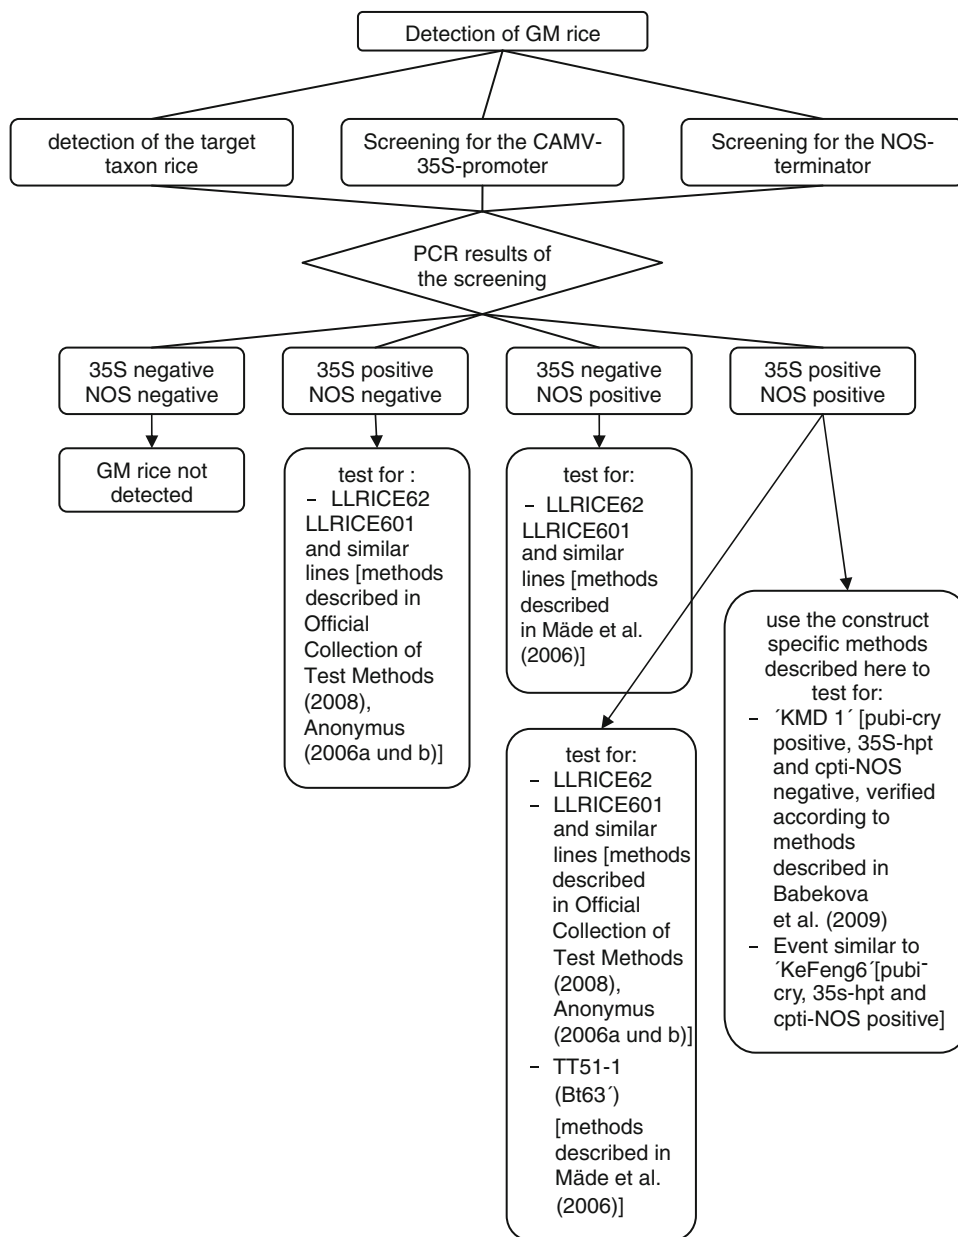 Detection of GM rice
detection of the target
taxon rice
Screening for the CAMV-
35S-promoter
Screening for the NOS-
terminator
PCR results of
the screening
35S negative
NOS negative
35S positive
NOS negative
35S negative
NOS positive
35S positive
NOS positive
GM rice not
detected
test for :
– LLRICE62
LLRICE601
and similar
lines [methods
described in
Official
Collection of
Test Methods
(2008),
Anonymus
(2006a und b)]
test for:
– LLRICE62
LLRICE601
and similar
lines [methods
described
in Mäde et al.
(2006)]
test for:
– LLRICE62
– LLRICE601
and similar
lines [methods
described
in Official
Collection of
Test Methods
(2008),
Anonymus
(2006a und b)]
– TT51-1
(Bt63´)
[methods
described in
Mäde et al.
(2006)]
use the construct
specific methods
described here to
test for:
– ´KMD 1´ [pubi-cry
positive, 35S-hpt
and cpti-NOS
negative, verified
according to
methods
described in
Babekova
et al. (2009)
– Event similar to
´KeFeng6´[pubi-
cry, 35s-hpt and
cpti-NOS positive]